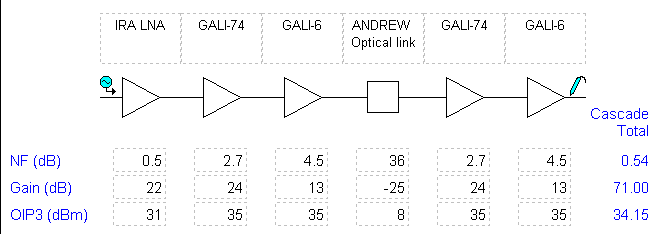 IRA LNA GALI-74 GALI-6 ANDREW GALI-74 GALI-6
Optical link
Cascade
Total
NF (dB) 0.5 2.7 4.5 36 2.7 4.5 0.54
Gain (dB) 22 24 13 -25 24 13 71.00
OIP3 (dBm) 31 35 35 8 35 35 34.15